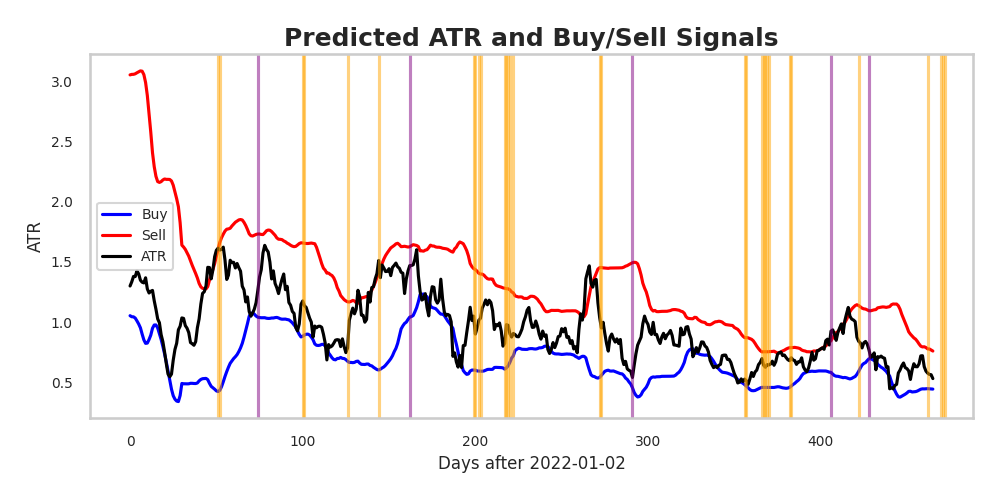 Predicted ATR and Buy/Sell Signals
3.0
2.5
2.0
1.5
1.0
0.5
ATR
Buy
Sell
ATR
0 100 200 300 400
Days after 2022-01-02